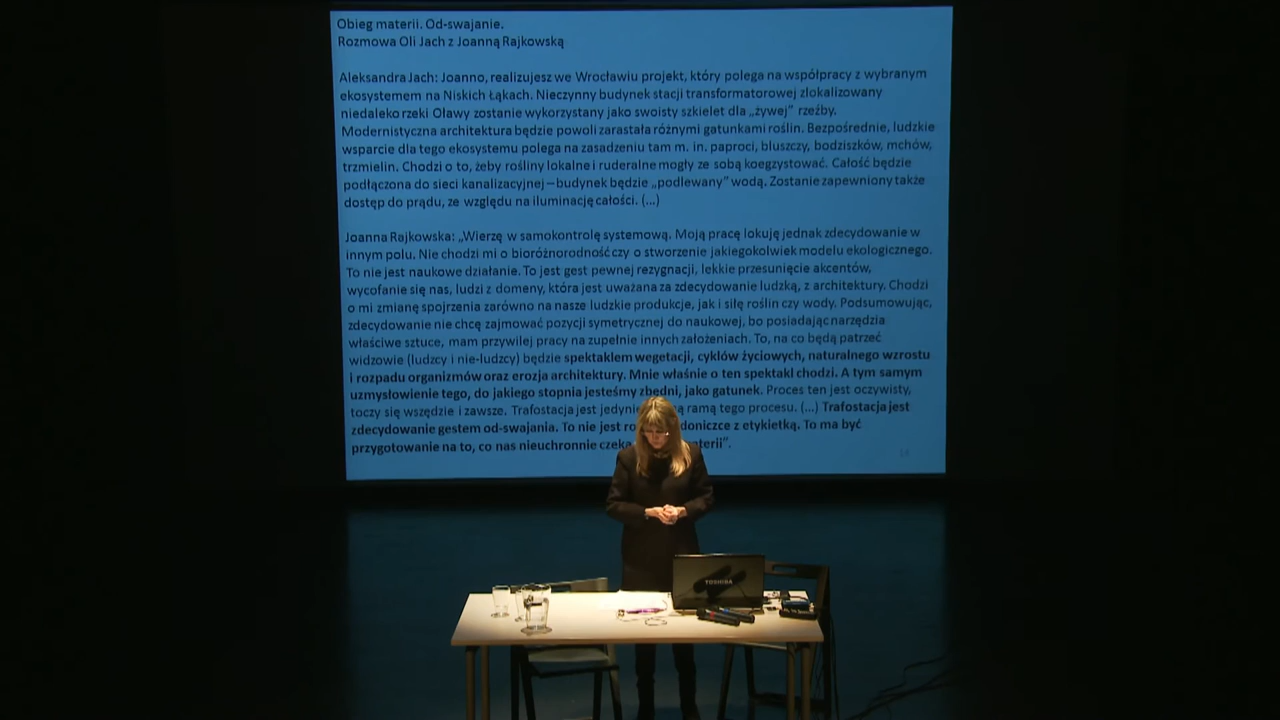 Obieg materii. Od-swajanie.
Rozmowa Oli Jach z Joanną Rajkowską
Aleksandra Jach: Joanno, realizujesz we Wrocławiu projekt, który polega na współpracy z wybranym
ekosystemem na Niskich Łąkach. Nieczynny budynek stacji transformatorowej zlokalizowany
niedaleko rzeki Oławy zostanie wykorzystany jako swoisty szkielet dla „żywej” rzeźby.
Modernistyczna architektura będzie powoli zarastała różnymi gatunkami roślin. Bezpośrednie, ludzkie
wsparcie dla tego ekosystemu polega na zasadzeniu tam m. in. paproci, bluszczy, bodziszków, mchów,
trzmielin. Chodzi o to, żeby rośliny lokalne i ruderalne mogły ze sobą koegzystować. Całość będzie
podłączona do sieci kanalizacyjnej – budynek będzie „podlewany” wodą. Zostanie zapewniony także
dostęp do prądu, ze względu na iluminację całości. (...)
Joanna Rajkowska: „Wierzę w samokontrolę systemową. Moją pracę lokuję jednak zdecydowanie w
innym polu. Nie chodzi mi o bioróżnorodność czy o stworzenie jakiegokolwiek modelu ekologicznego.
To nie jest naukowe działanie. To jest gest pewnej rezygnacji, lekkie przesunięcie akcentów,
wycofanie się nas, ludzi z domeny, która jest uważana za zdecydowanie ludzką, z architektury. Chodzi
o mi zmianę spojrzenia zarówno na nasze ludzkie produkcje, jak i siłę roślin czy wody. Podsumowując,
zdecydowanie nie chcę zajmować pozycji symetrycznej do naukowej, bo posiadając narzędzia
właściwe sztuce, mam przywilej pracy na zupełnie innych założeniach. To, na co będą patrzeć
widzowie (ludzcy i nie-ludzcy) będzie spektaklem wegetacji, cyklów życiowych, naturalnego wzrostu
i rozpadu organizmów oraz erozja architektury. Mnie właśnie o ten spektakl chodzi. A tym samym
uzmysłowienie tego, do jakiego stopnia jesteśmy zbędni, jako gatunek. Proces ten jest oczywisty,
toczy się wszędzie i zawsze. Trafostacja jest ramą tego procesu. (...) Trafostacja jest
zdecydowanie gestem od-swajania. To nie jest z etykietką. To ma być
przygotowanie na to, co nas nieuchronnie
14
TOSHIBA